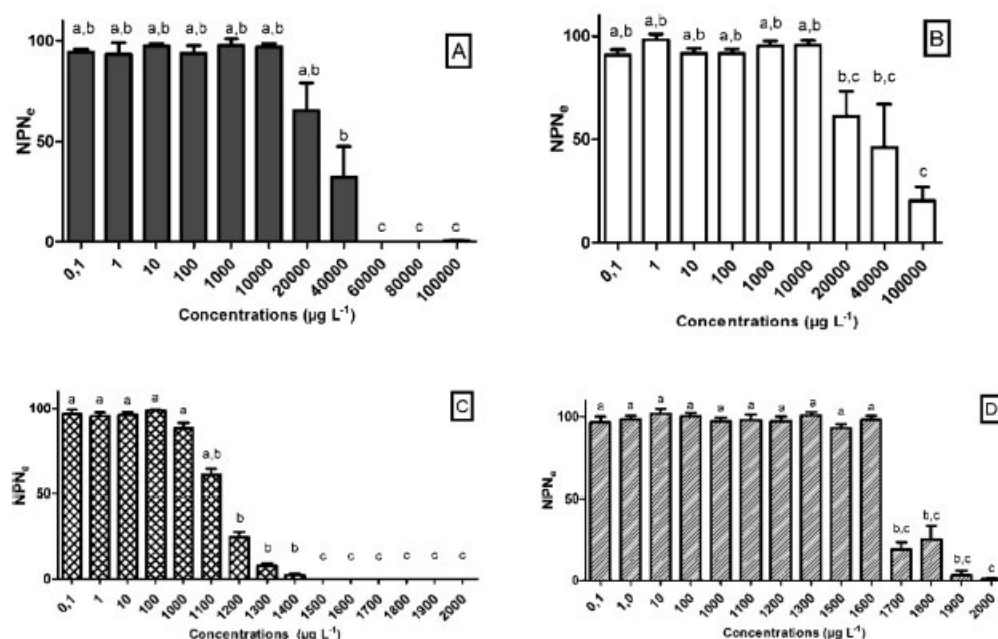 a,b a,b a,b a,b a,b a,b
a,b
b
c c c
A
100
50
0
NPNe
0,1 1 10 100 1000 10000 20000 40000 60000 80000 100000
Concentrations (µg L-1)
a,b a,b a,b a,b a,b a,b
b,c b,c
c
B
100
50
0
NPNe
0,1 1 10 100 1000 10000 20000 40000 100000
Concentrations (µg L-1)
a a a a a
a,b
b
b b
c c c c c c
C
100
50
0
NPNe
0,1 1 10 100 1000 1100 1200 1300 1400 1500 1600 1700 1800 1900 2000
Concentrations (µg L-1)
a a a a a a a a a a
b,c b,c
b,c c
D
100
50
0
NPNe
0,1 1,0 10 100 1000 1100 1200 1300 1500 1600 1700 1800 1900 2000
Concentrations (µg L-1)